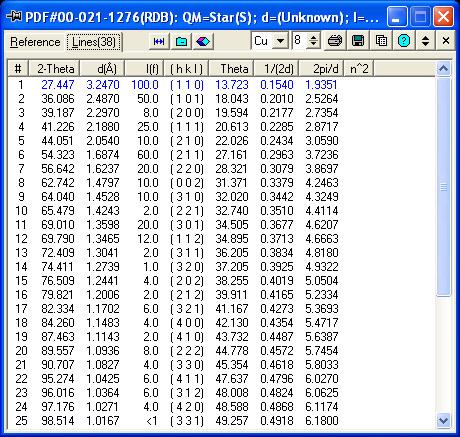 PDF#00-021-1276(RDB): QM=Star(S); d=(Unknown); I=...
Reference Lines(38) Cu 8
# 2-Theta d(Å) I(f) ( h k l ) Theta 1/(2d) 2pi/d n^2
1 27.447 3.2470 100.0 ( 1 1 0) 13.723 0.1540 1.9351
2 36.086 2.4870 50.0 ( 1 0 1) 18.043 0.2010 2.5264
3 39.187 2.2970 8.0 ( 2 0 0) 19.594 0.2177 2.7354
4 41.226 2.1880 25.0 ( 1 1 1) 20.613 0.2285 2.8717
5 44.051 2.0540 10.0 ( 2 1 0) 22.026 0.2434 3.0590
6 54.323 1.6874 60.0 ( 2 1 1) 27.161 0.2963 3.7236
7 56.642 1.6237 20.0 ( 2 2 0) 28.321 0.3079 3.8697
8 62.742 1.4797 10.0 ( 0 0 2) 31.371 0.3379 4.2463
9 64.040 1.4528 10.0 ( 3 1 0) 32.020 0.3442 4.3249
10 65.479 1.4243 2.0 ( 2 2 1) 32.740 0.3510 4.4114
11 69.010 1.3598 20.0 ( 3 0 1) 34.505 0.3677 4.6207
12 69.790 1.3465 12.0 ( 1 1 2) 34.895 0.3713 4.6663
13 72.409 1.3041 2.0 ( 3 1 1) 36.205 0.3834 4.8180
14 74.411 1.2739 1.0 ( 3 2 0) 37.205 0.3925 4.9322
15 76.509 1.2441 4.0 ( 2 0 2) 38.255 0.4019 5.0504
16 79.821 1.2006 2.0 ( 2 1 2) 39.911 0.4165 5.2334
17 82.334 1.1702 6.0 ( 3 2 1) 41.167 0.4273 5.3693
18 84.260 1.1483 4.0 ( 4 0 0) 42.130 0.4354 5.4717
19 87.463 1.1143 2.0 ( 4 1 0) 43.732 0.4487 5.6387
20 89.557 1.0936 8.0 ( 2 2 2) 44.778 0.4572 5.7454
21 90.707 1.0827 4.0 ( 3 3 0) 45.354 0.4618 5.8033
22 95.274 1.0425 6.0 ( 4 1 1) 47.637 0.4796 6.0270
23 96.016 1.0364 6.0 ( 3 1 2) 48.008 0.4824 6.0625
24 97.176 1.0271 4.0 ( 4 2 0) 48.588 0.4868 6.1174
25 98.514 1.0167 <1 ( 3 3 1) 49.257 0.4918 6.1800